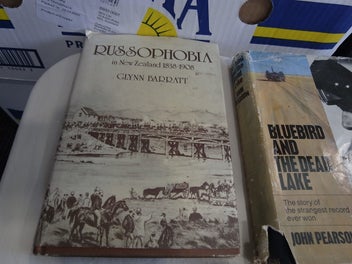 RUSSOPHOBIA
in New Zealand 1838-1908
GLYNN BARRATT
BLUEBIRD
AND
THE DEAD
LAKE
The story of
the strangest record
ever won
JOHN PEARSON